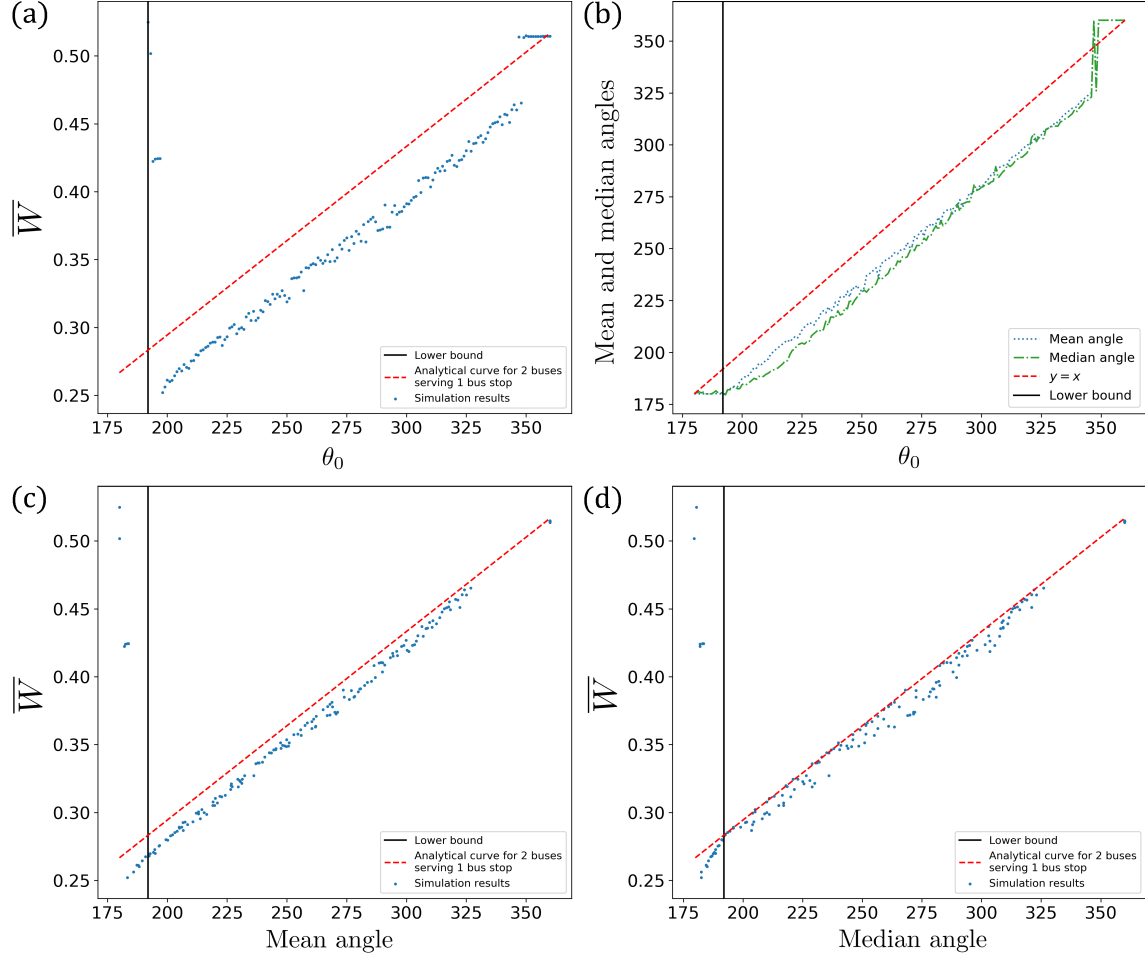 (a)
0.50
0.45
0.40
0.35
0.30
0.25
W
175
200
225
250
275
300
325
350
θ0
Lower bound
Analytical curve for 2 buses
serving 1 bus stop
Simulation results
(b)
350
325
300
275
250
225
200
175
Mean and median angles
175
200
225
250
275
300
325
350
θ0
Mean angle
Median angle
y = x
Lower bound
(c)
0.50
0.45
0.40
0.35
0.30
0.25
W
175
200
225
250
275
300
325
350
Mean angle
Lower bound
Analytical curve for 2 buses
serving 1 bus stop
Simulation results
(d)
0.50
0.45
0.40
0.35
0.30
0.25
W
175
200
225
250
275
300
325
350
Median angle
Lower bound
Analytical curve for 2 buses
serving 1 bus stop
Simulation results